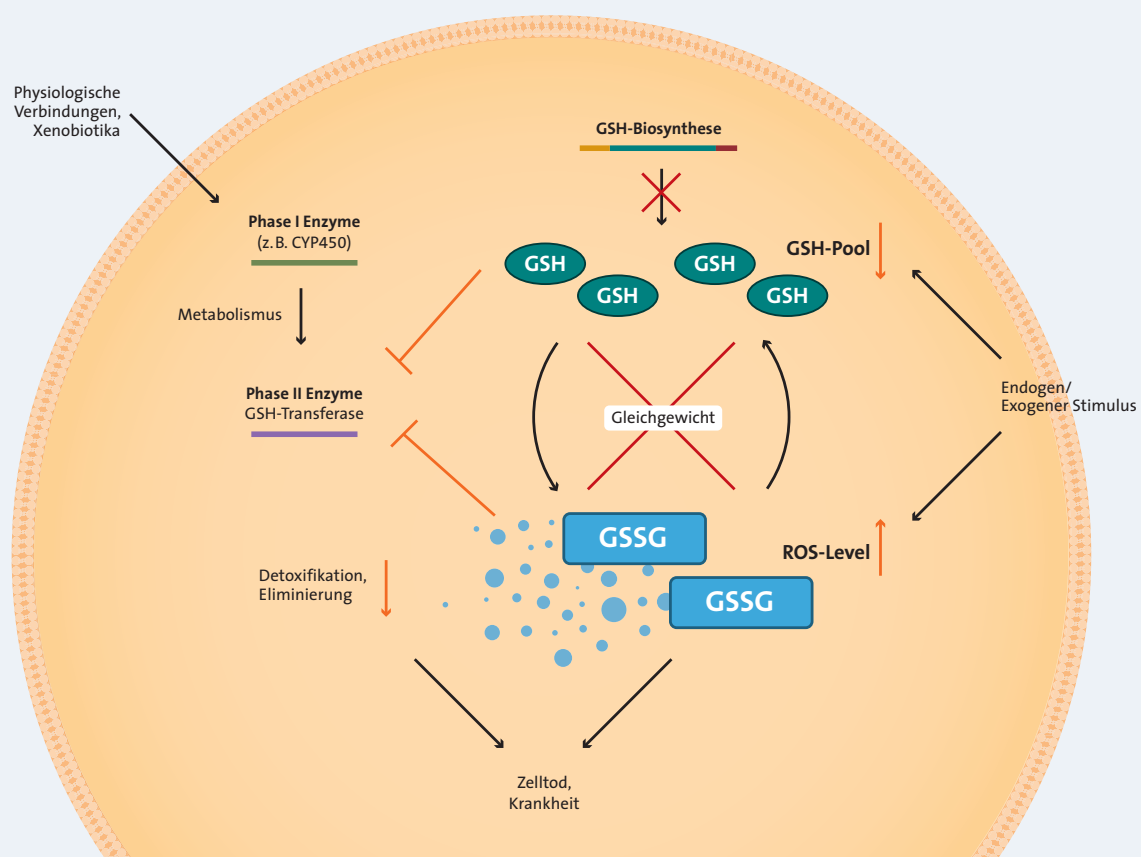 Physiologische
Verbindungen,
Xenobiotika
GSH-Biosynthese
Phase I Enzyme
(z. B. CYP450)
GSH-Pool
GSH
GSH
GSH
GSH
Metabolismus
Phase II Enzyme
GSH-Transferase
Gleichgewicht
Endogen/
Exogener Stimulus
GSSG
ROS-Level
GSSG
Detoxifikation,
Eliminierung
Zelltod,
Krankheit